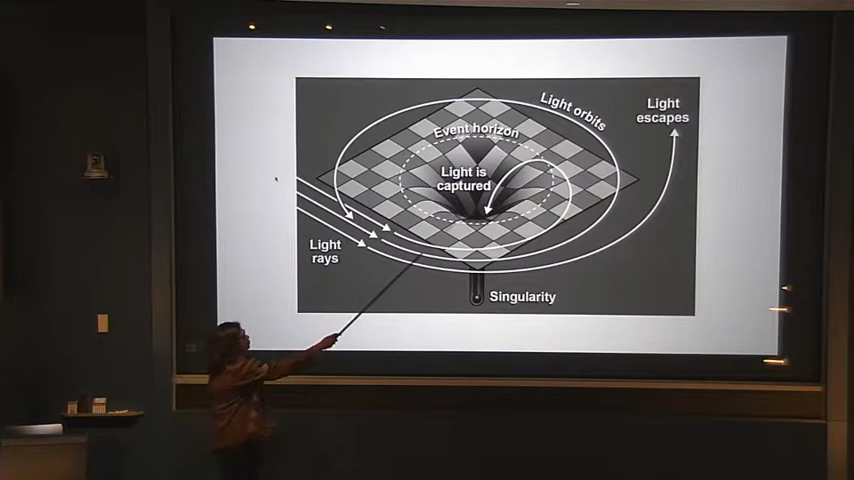 Light orbits
Light
escapes
Event horizon
Light is
captured
Light
rays
Singularity